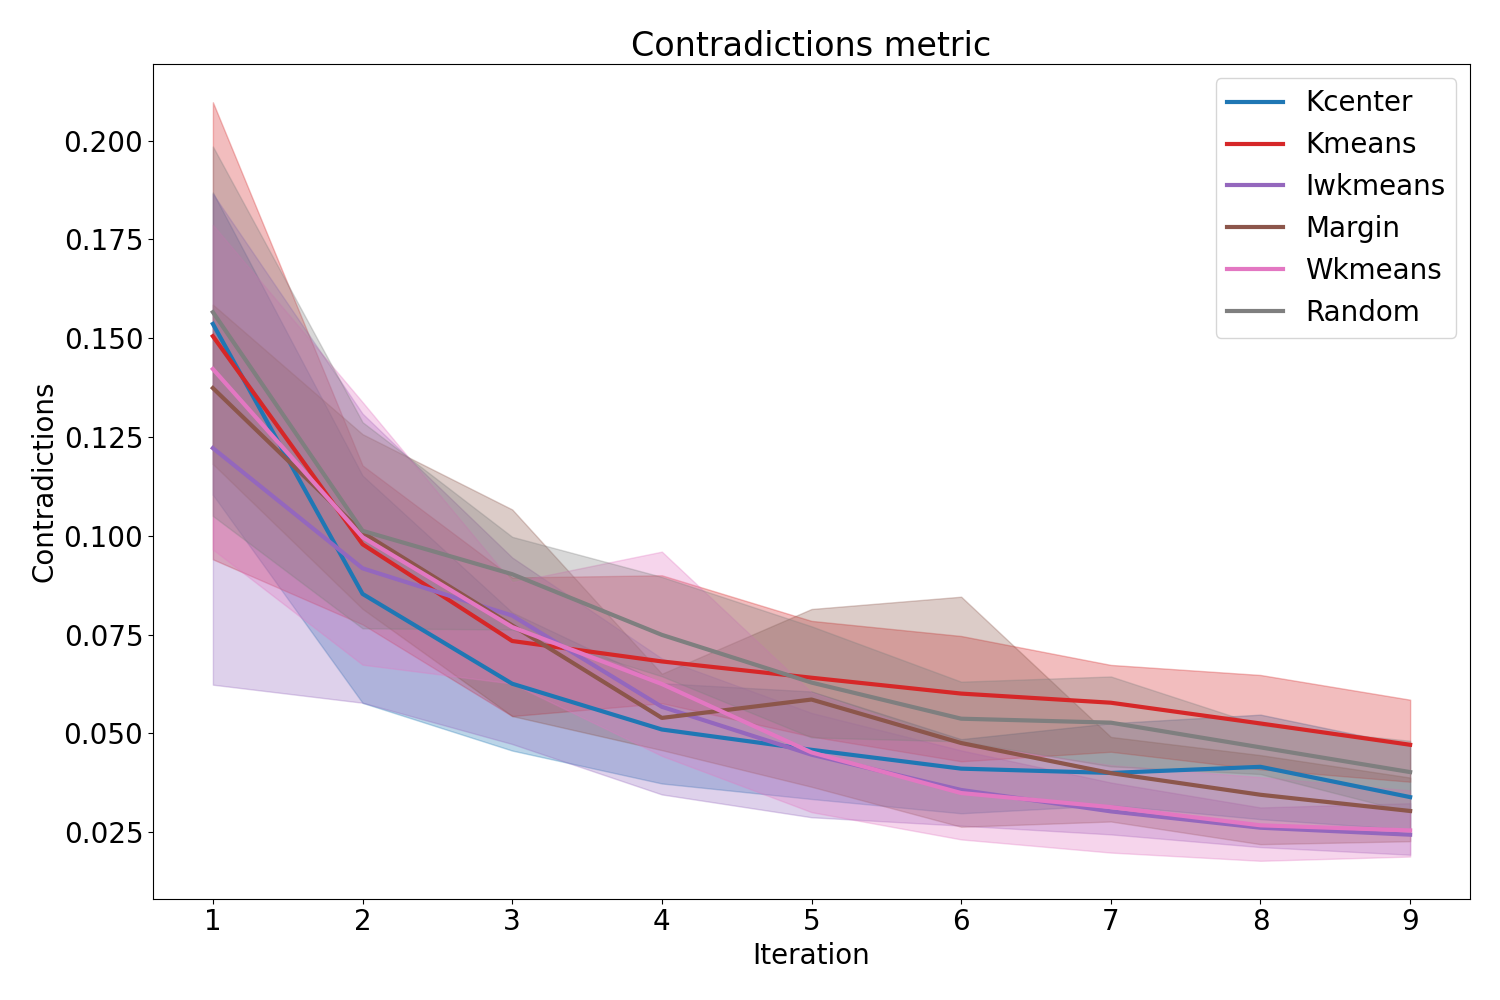 Contradictions metric
Kcenter
Kmeans
Iwkmeans
Margin
Wkmeans
Random
Contradictions
0.200
0.175
0.150
0.125
0.100
0.075
0.050
0.025
1 2 3 4 5 6 7 8 9
Iteration